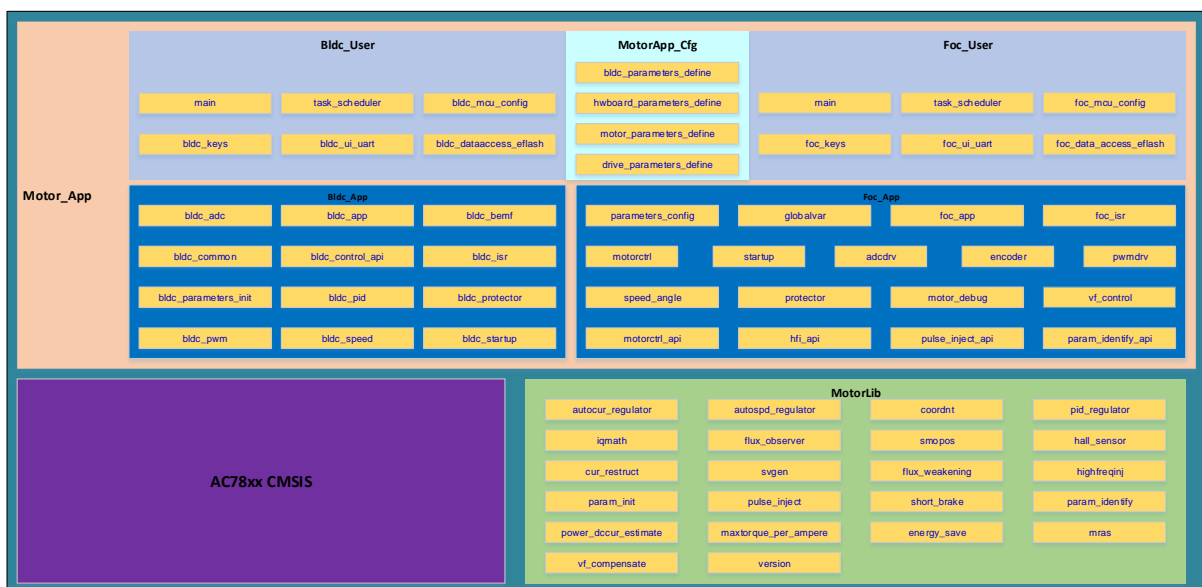 Motor_App
Bldc_User
main
task_scheduler
bldc_mcu_config
bldc_keys
bldc_ui_uart
bldc_dataaccess_eflash
MotorApp_Cfg
bldc_parameters_define
hwboard_parameters_define
motor_parameters_define
drive_parameters_define
Foc_User
main
task_scheduler
foc_mcu_config
foc_keys
foc_ui_uart
foc_data_access_eflash
Bldc_App
bldc_adc
bldc_app
bldc_bemf
bldc_common
bldc_control_api
bldc_isr
bldc_parameters_init
bldc_pid
bldc_protector
bldc_pwm
bldc_speed
bldc_startup
Foc_App
parameters_config
globalvar
foc_app
foc_isr
motorctrl
startup
adcdrv
encoder
pwmdrv
speed_angle
protector
motor_debug
vf_control
motorctrl_api
hfi_api
pulse_inject_api
param_identify_api
AC78xx CMSIS
MotorLib
autocur_regulator
autospd_regulator
coordnt
pid_regulator
iqmath
flux_observer
smopos
hall_sensor
cur_restruct
svgen
flux_weakening
highfreqinj
param_init
pulse_inject
short_brake
param_identify
power_dccur_estimate
maxtorque_per_ampere
energy_save
mras
vf_compensate
version